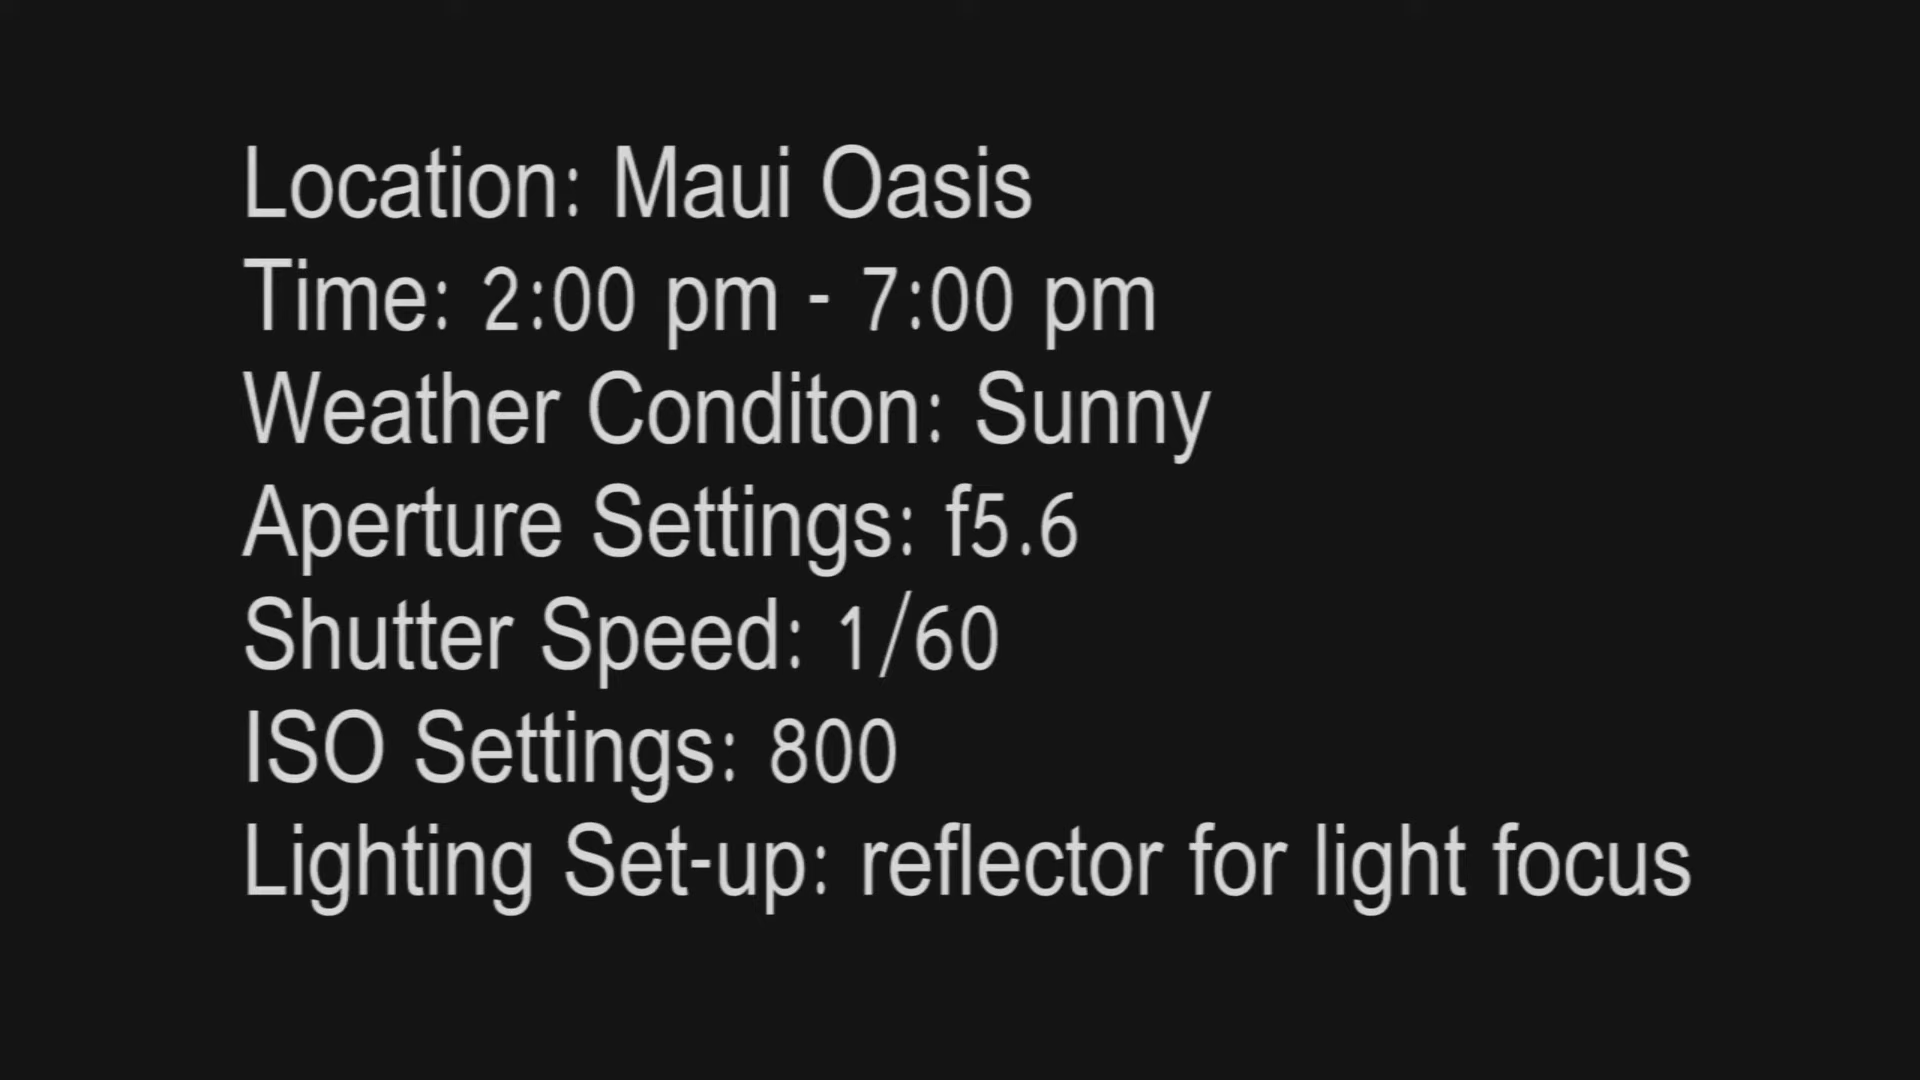 Location: Maui Oasis
Time: 2:00 pm - 7:00 pm
Weather Conditon: Sunny
Aperture Settings: f5.6
Shutter Speed: 1/60
ISO Settings: 800
Lighting Set-up: reflector for light focus